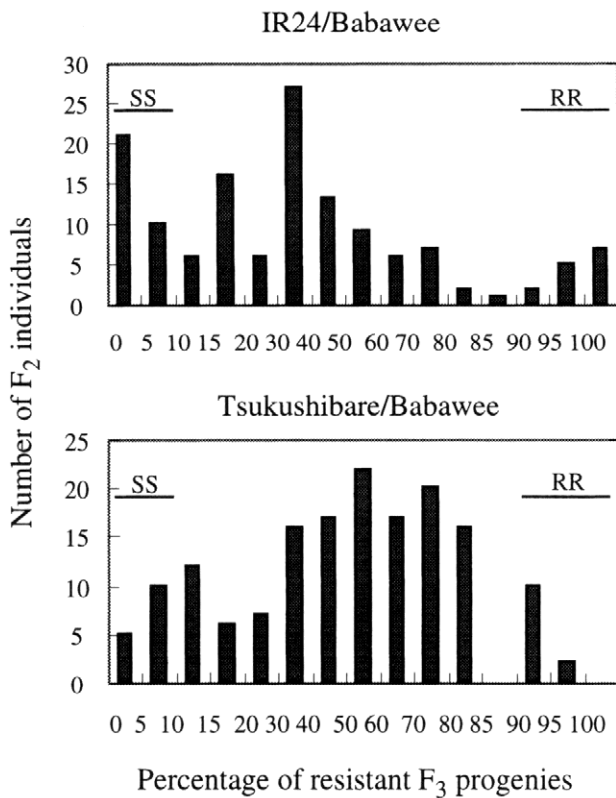 IR24/Babawee
30
25
20
15
10
5
0
SS
RR
0 5 10 15 20 30 40 50 60 70 80 85 90 95 100
Number of F₂ individuals
Tsukushibare/Babawee
25
20
15
10
5
0
SS
RR
0 5 10 15 20 30 40 50 60 70 80 85 90 95 100
Percentage of resistant F₃ progenies